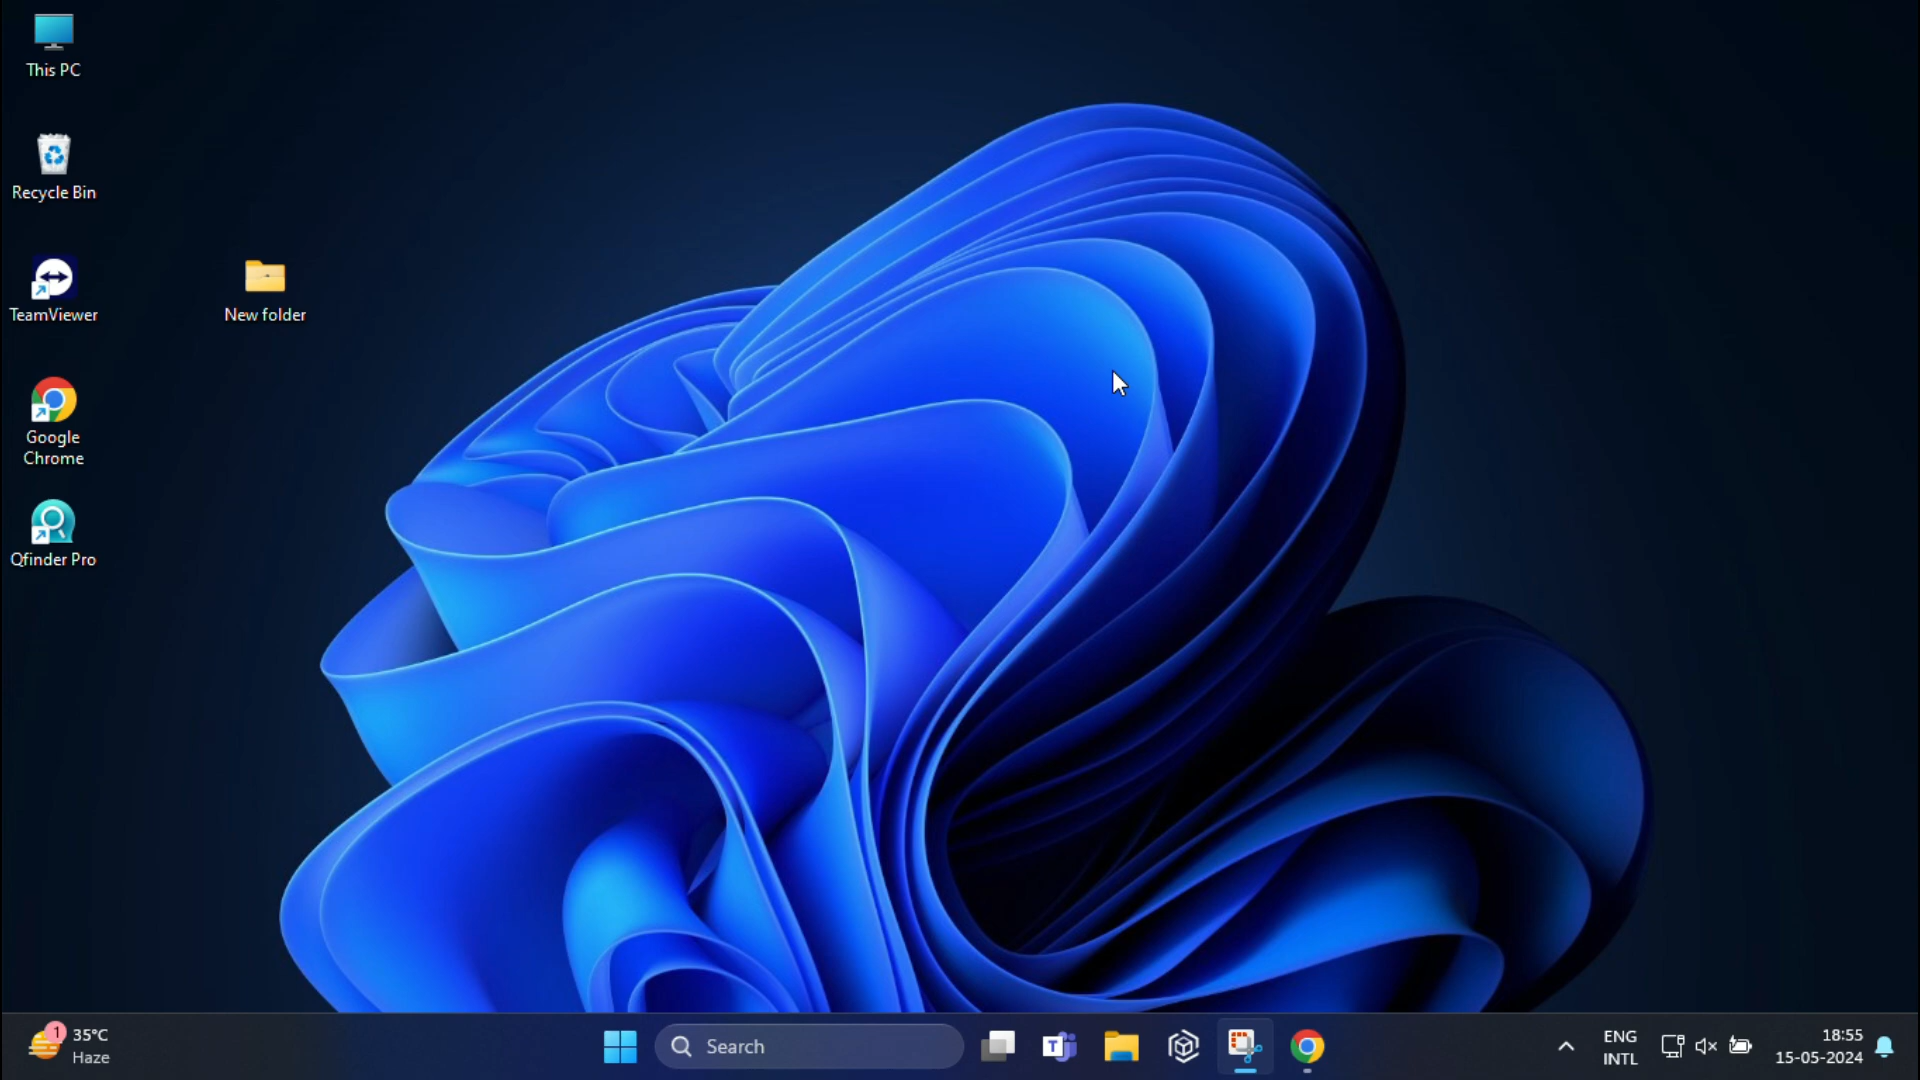 This PC
Recycle Bin
TeamViewer
New folder
Google
Chrome
Qfinder Pro
1
35°C
Haze
Search
T
ENG
INTL
18:55
15-05-2024